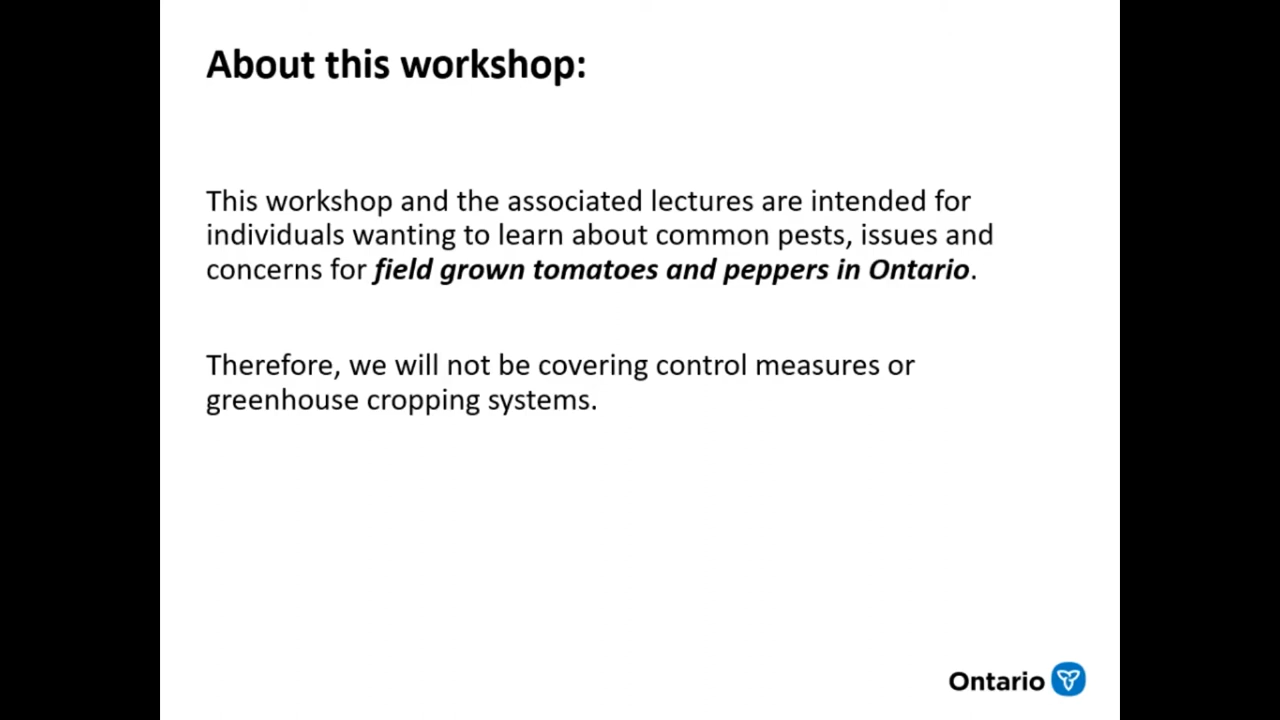 About this workshop:
This workshop and the associated lectures are intended for
individuals wanting to learn about common pests, issues and
concerns for field grown tomatoes and peppers in Ontario.
Therefore, we will not be covering control measures or
greenhouse cropping systems.
Ontario